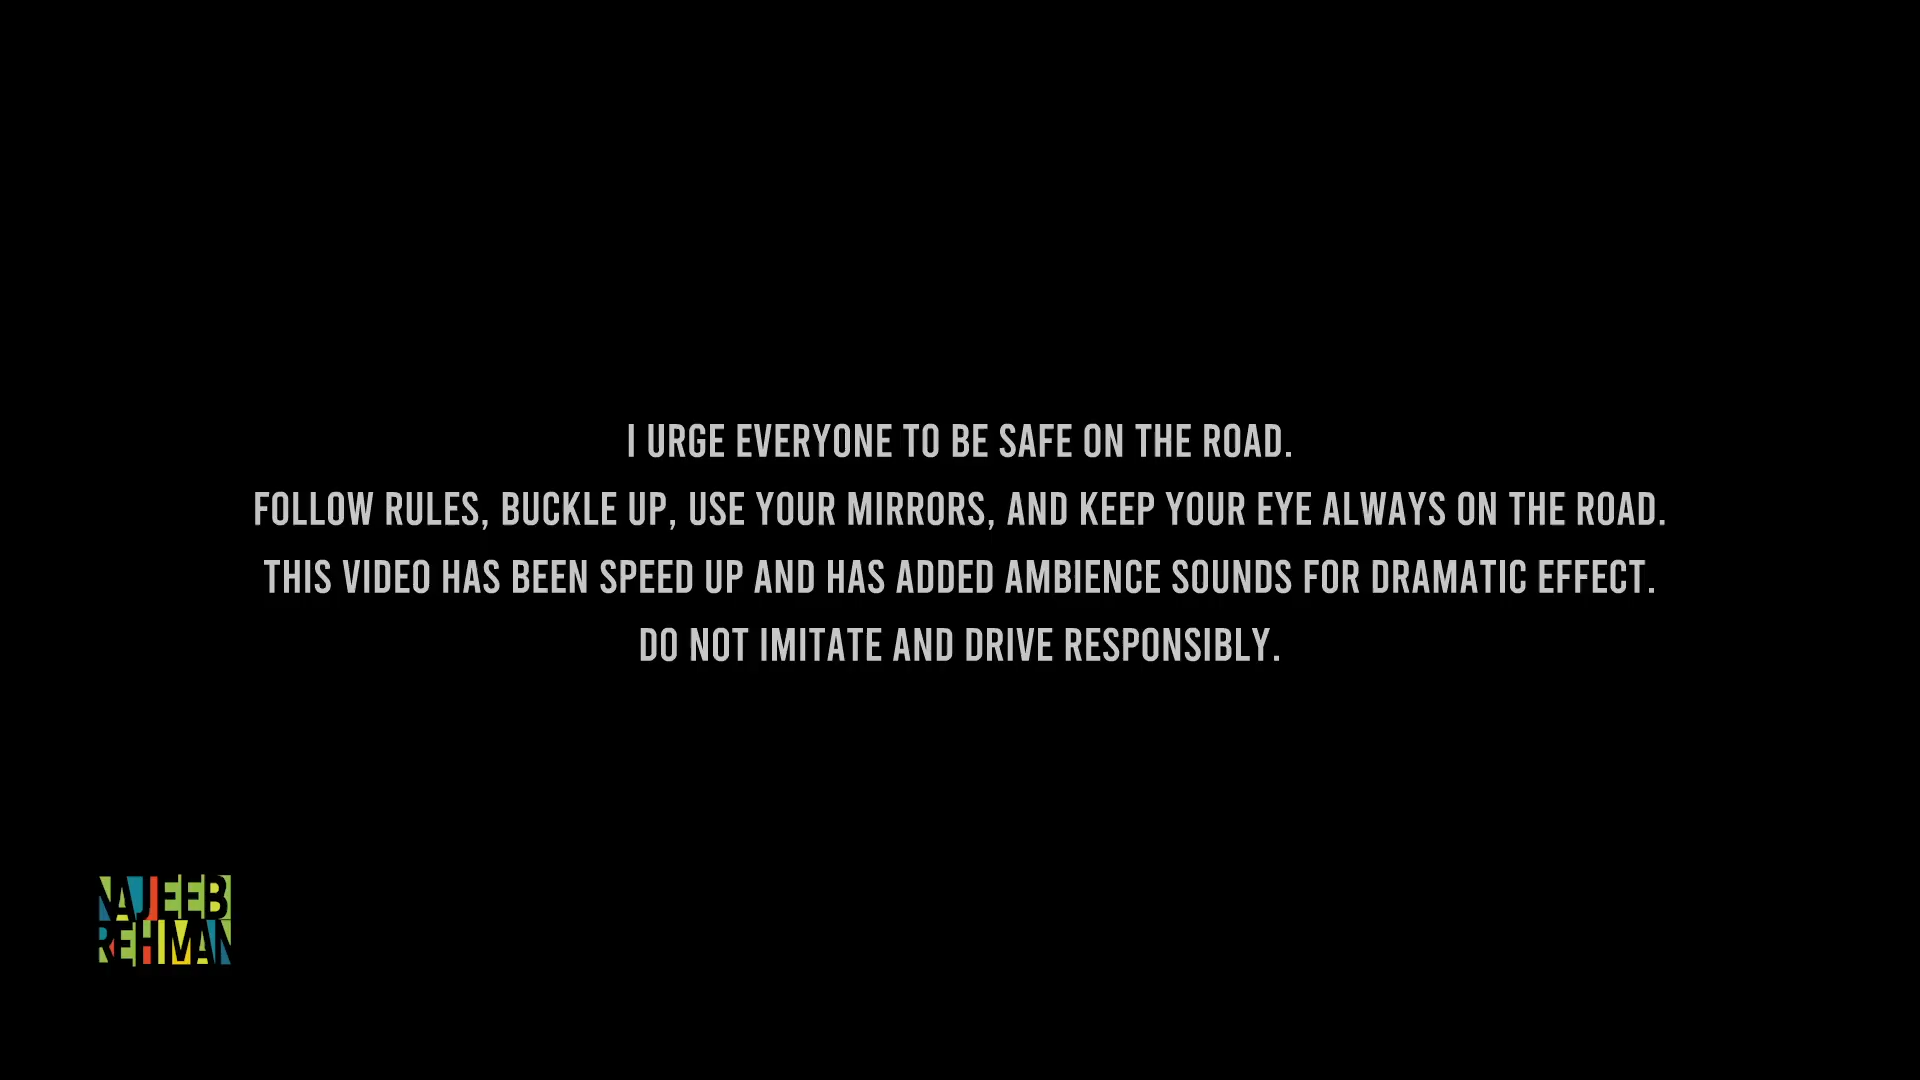 I URGE EVERYONE TO BE SAFE ON THE ROAD.
FOLLOW RULES, BUCKLE UP, USE YOUR MIRRORS, AND KEEP YOUR EYE ALWAYS ON THE ROAD.
THIS VIDEO HAS BEEN SPEED UP AND HAS ADDED AMBIENCE SOUNDS FOR DRAMATIC EFFECT.
DO NOT IMITATE AND DRIVE RESPONSIBLY.
NAJEEB
REHMAN